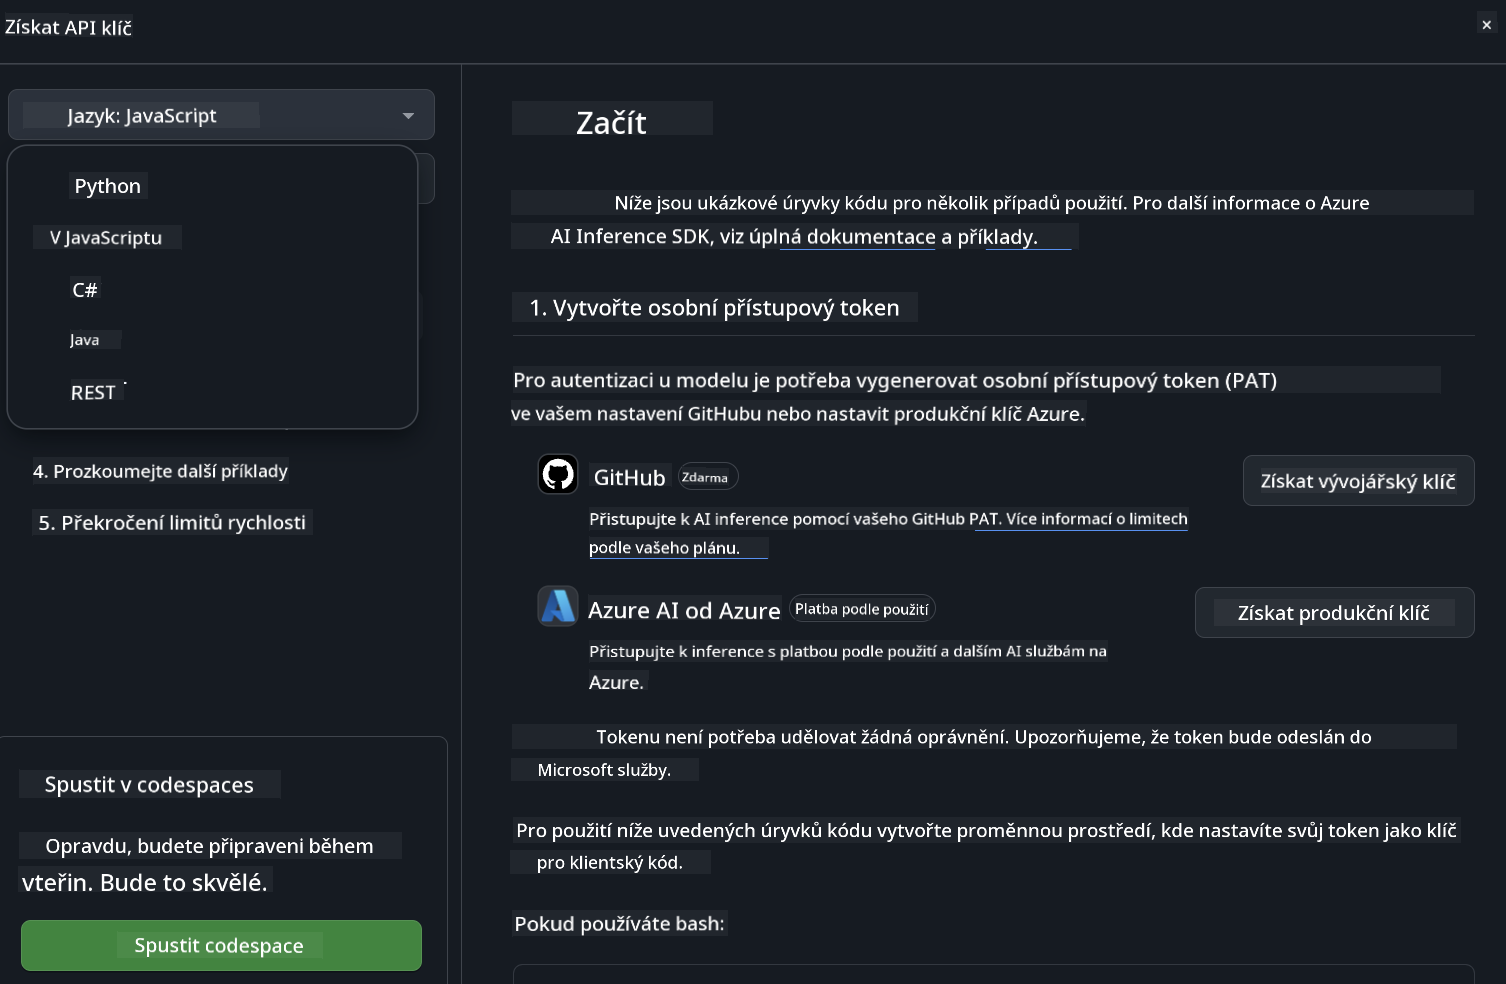 Získat API klíč
×
Jazyk: JavaScript
Python
V JavaScriptu
C#
Java
REST
4. Prozkoumejte další příklady
5. Překročení limitů rychlosti
Spustit v codespaces
Opravdu, budete připraveni během
vteřin. Bude to skvělé.
Spustit codespace
Začít
Níže jsou ukázkové úryvky kódu pro několik případů použití. Pro další informace o Azure
AI Inference SDK, viz úplná dokumentace a příklady.
1. Vytvořte osobní přístupový token
Pro autentizaci u modelu je potřeba vygenerovat osobní přístupový token (PAT)
ve vašem nastavení GitHubu nebo nastavit produkční klíč Azure.
GitHub Zdarma
Získat vývojářský klíč
Přistupujte k AI inference pomocí vašeho GitHub PAT. Více informací o limitech
podle vašeho plánu.
Azure AI od Azure Platba podle použití
Získat produkční klíč
Přistupujte k inference s platbou podle použití a dalším AI službám na
Azure.
Tokenu není potřeba udělovat žádná oprávnění. Upozorňujeme, že token bude odeslán do
Microsoft služby.
Pro použití níže uvedených úryvků kódu vytvořte proměnnou prostředí, kde nastavíte svůj token jako klíč
pro klientský kód.
Pokud používáte bash: